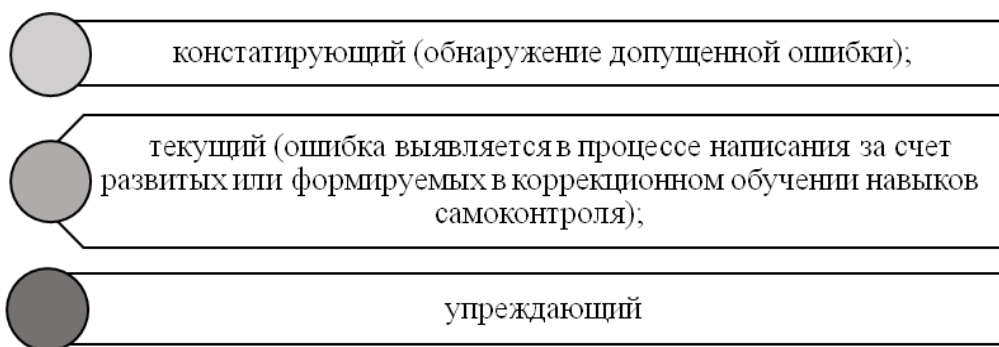 констатирующий (обнаружение допущенной ошибки);
текущий (ошибка выявляется в процессе написания за счет
развитых или формируемых в коррекционном обучении навыков
самоконтроля);
упреждающий